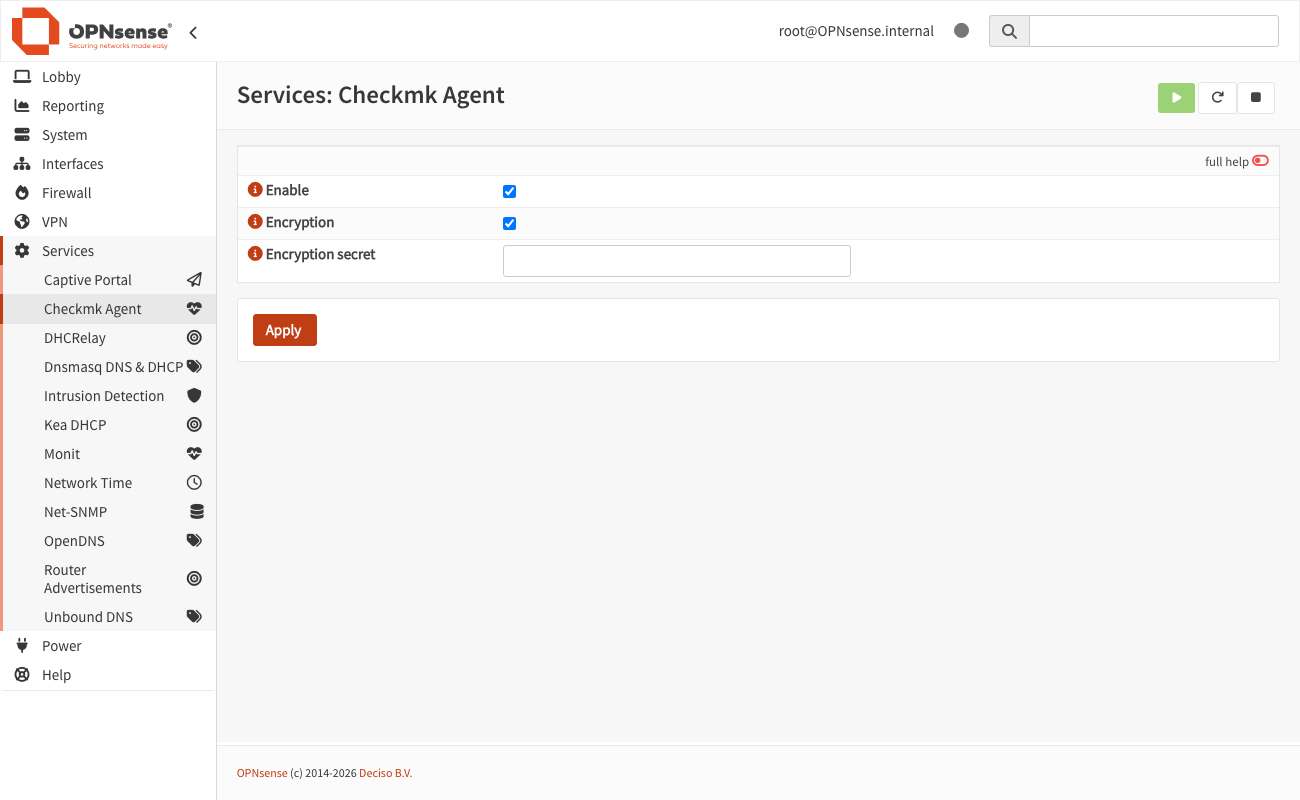 OPNsense®
Securing networks made easy
root@OPNsense.internal
Lobby
Reporting
System
Interfaces
Firewall
VPN
Services
Captive Portal
Checkmk Agent
DHCRelay
Dnsmasq DNS & DHCP
Intrusion Detection
Kea DHCP
Monit
Network Time
Net-SNMP
OpenDNS
Router
Advertisements
Unbound DNS
Power
Help
Services: Checkmk Agent
full help
Enable
Encryption
Encryption secret
Apply
OPNsense (c) 2014-2026 Deciso B.V.